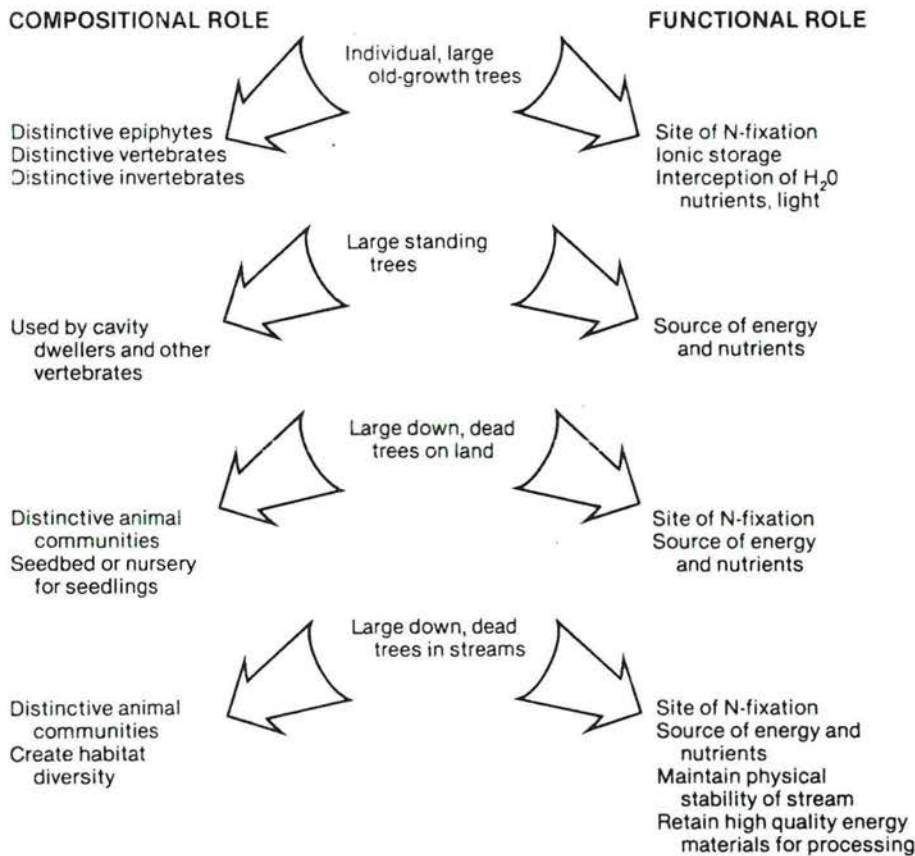 COMPOSITIONAL ROLE
FUNCTIONAL ROLE
Individual, large
old-growth trees
Distinctive epiphytes
Distinctive vertebrates
Distinctive invertebrates
Site of N-fixation
Ionic storage
Interception of H₂0
nutrients, light
Large standing
trees
Used by cavity
dwellers and other
vertebrates
Source of energy
and nutrients
Large down, dead
trees on land
Distinctive animal
communities
Seedbed or nursery
for seedlings
Site of N-fixation
Source of energy
and nutrients
Large down, dead
trees in streams
Distinctive animal
communities
Create habitat
diversity
Site of N-fixation
Source of energy and
nutrients
Maintain physical
stability of stream
Retain high quality energy
materials for processing